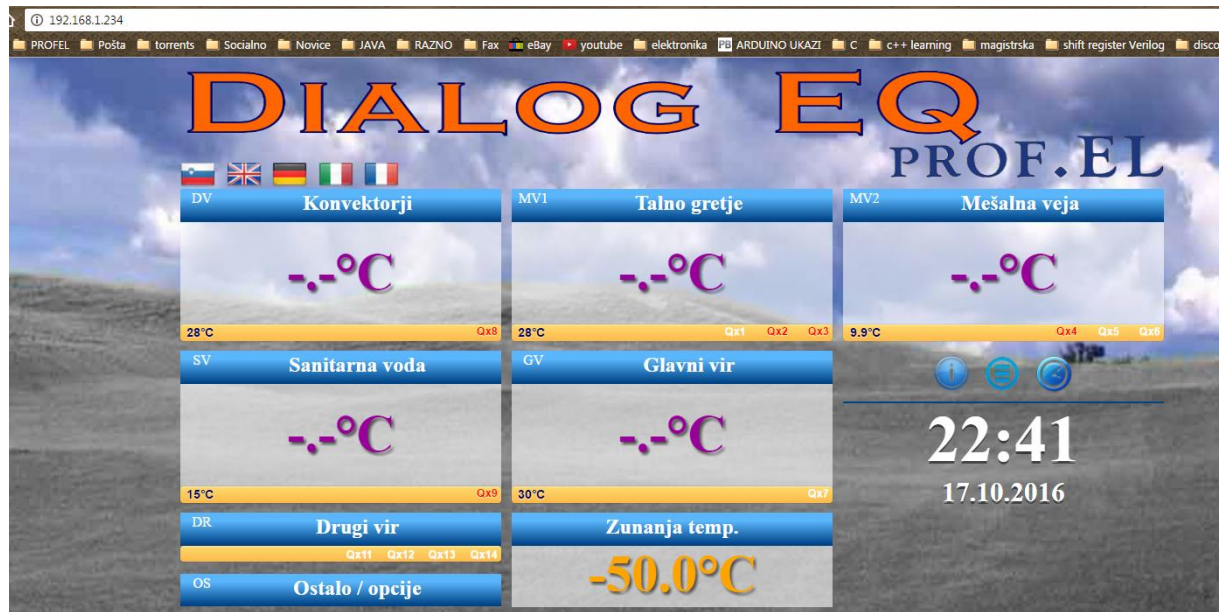 192.168.1.234
PROFEL Pošta torrents Socialno Novice JAVA RAZNO Fax eBay youtube elektronika PB ARDUINO UKAZI C c++ learning magistrska shift register Verilog disco
DIALOG EQ
PROF.EL
DV Konvektorji
-.-°C
28°C Qx8
MV1 Talno gretje
-.-°C
28°C Qx1 Qx2 Qx3
MV2 Mešalna veja
-.-°C
9.9°C Qx4 Qx5 Qx6
SV Sanitarna voda
-.-°C
15°C Qx9
GV Glavni vir
-.-°C
30°C Qx7
22:41
17.10.2016
DR Drugi vir
Qx11 Qx12 Qx13 Qx14
Zunanja temp.
-50.0°C
OS Ostalo / opcije